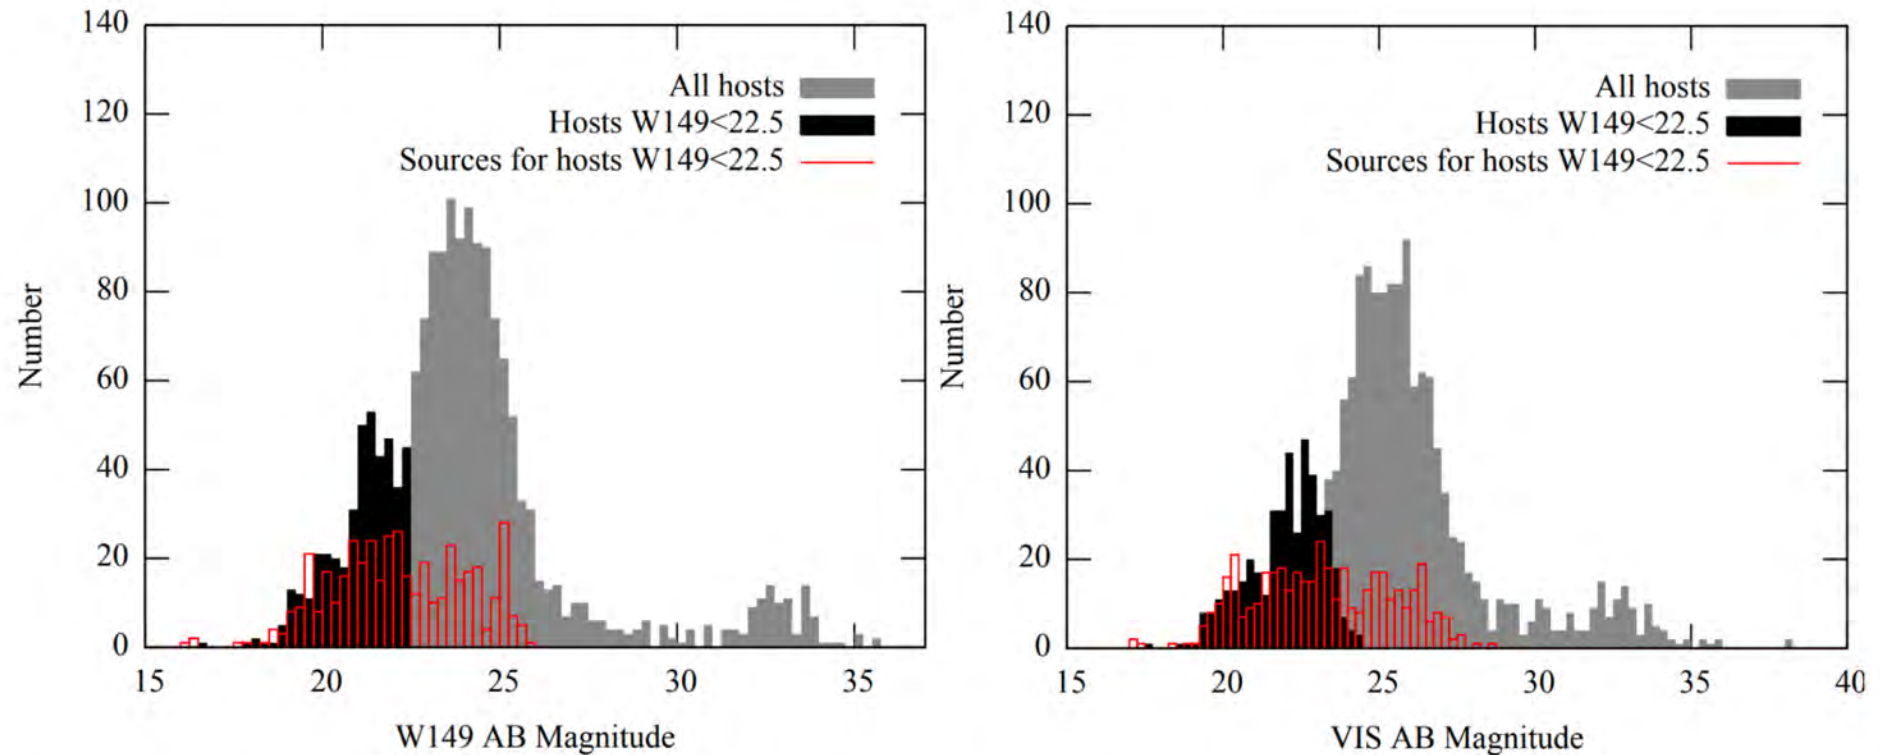 140
120
100
80
60
40
20
0
Number
All hosts
Hosts W149<22.5
Sources for hosts W149<22.5
15 20 25 30 35
W149 AB Magnitude
140
120
100
80
60
40
20
0
Number
All hosts
Hosts W149<22.5
Sources for hosts W149<22.5
15 20 25 30 35 40
VIS AB Magnitude